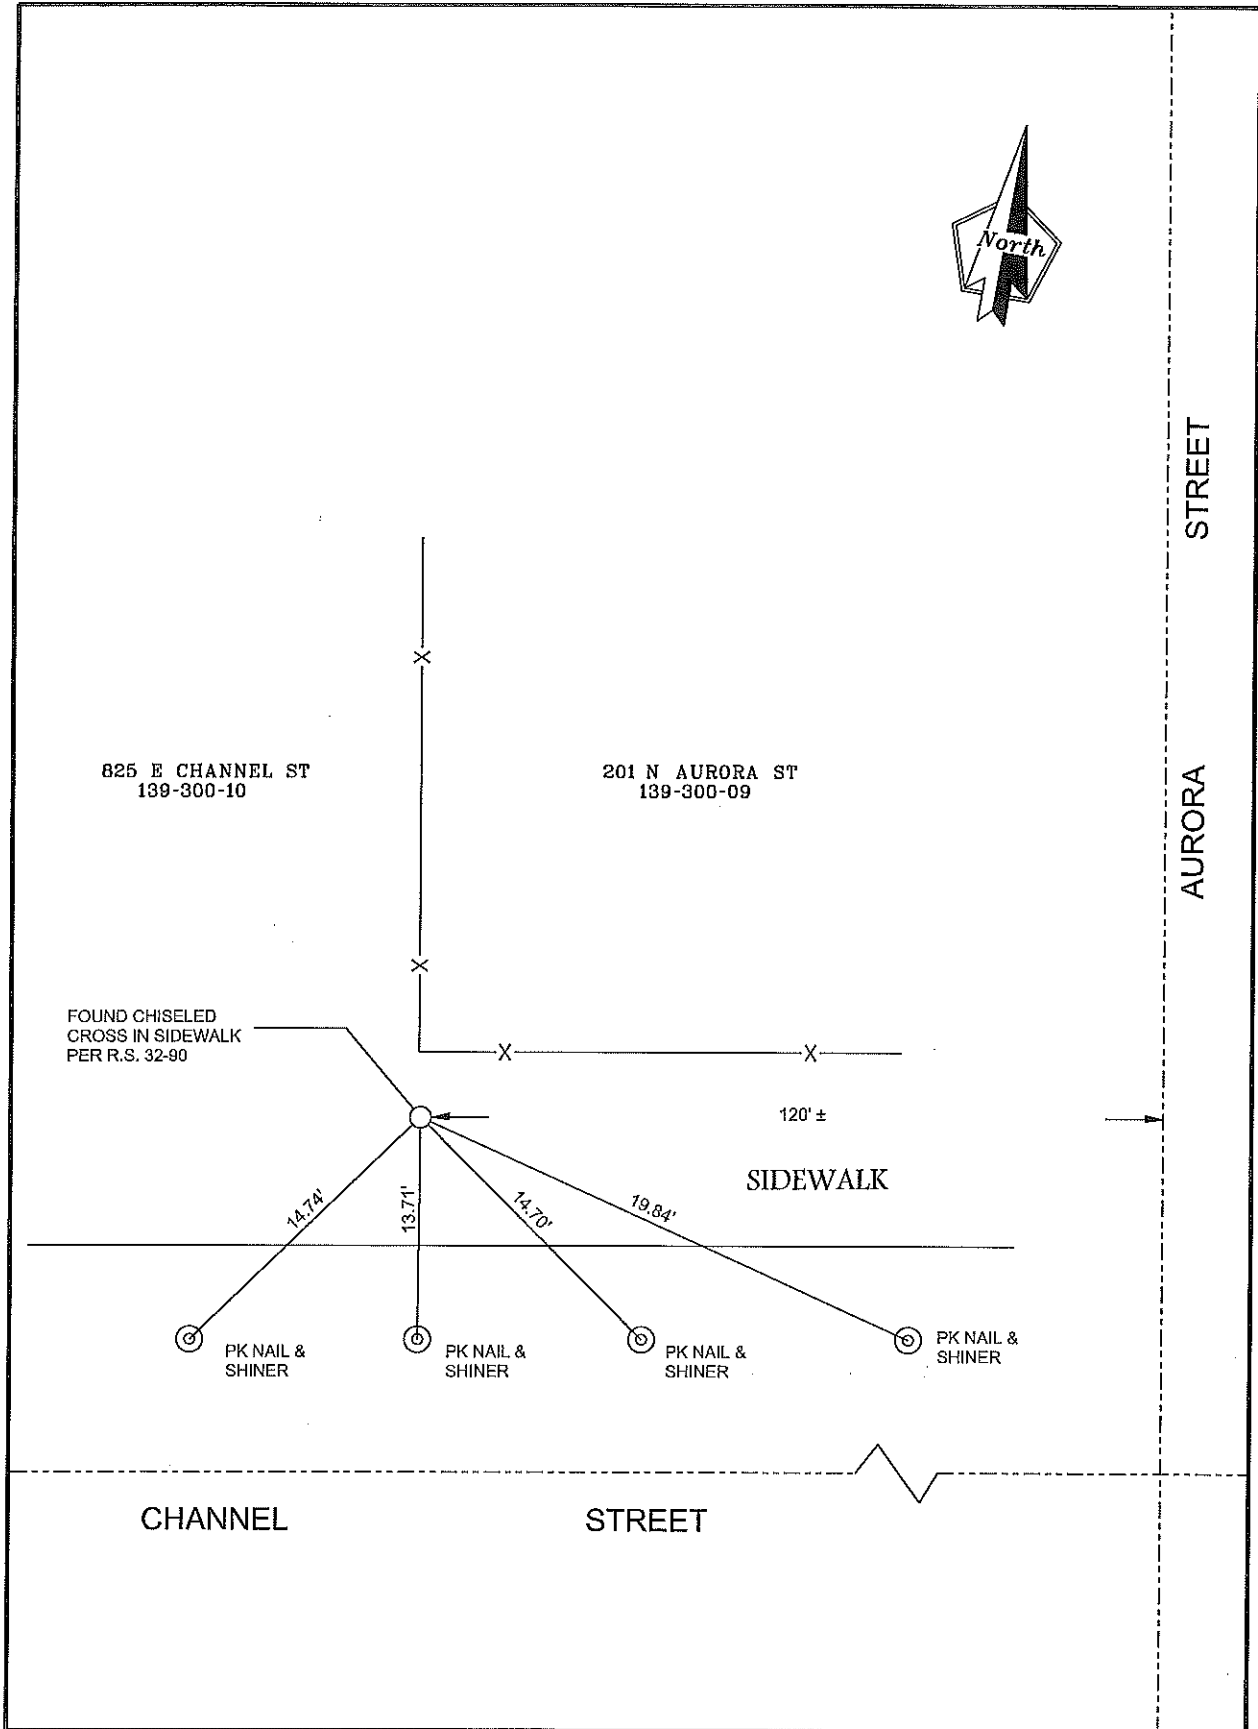 North
STREET
AURORA
825 E CHANNEL ST
139-300-10
201 N AURORA ST
139-300-09
X
X
X
X
FOUND CHISELED
CROSS IN SIDEWALK
PER R.S. 32-90
120' ±
SIDEWALK
14.74'
13.71'
14.70'
19.84'
PK NAIL &
SHINER
PK NAIL &
SHINER
PK NAIL &
SHINER
PK NAIL &
SHINER
CHANNEL STREET